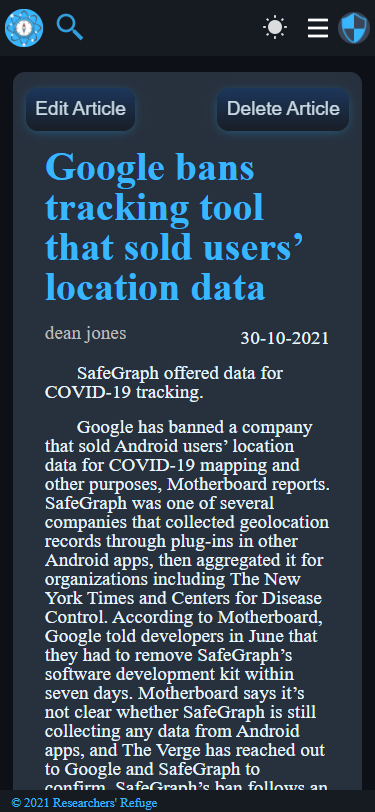 Edit Article
Delete Article
Google bans
tracking tool
that sold users’
location data
dean jones
30-10-2021
SafeGraph offered data for
COVID-19 tracking.
Google has banned a company
that sold Android users’ location
data for COVID-19 mapping and
other purposes, Motherboard reports.
SafeGraph was one of several
companies that collected geolocation
records through plug-ins in other
Android apps, then aggregated it for
organizations including The New
York Times and Centers for Disease
Control. According to Motherboard,
Google told developers in June that
they had to remove SafeGraph’s
software development kit within
seven days. Motherboard says it’s
not clear whether SafeGraph is still
collecting any data from Android
apps, and The Verge has reached out
to Google and SafeGraph to
confirm. SafeGraph’s ban follows an
© 2021 Researchers' Refuge